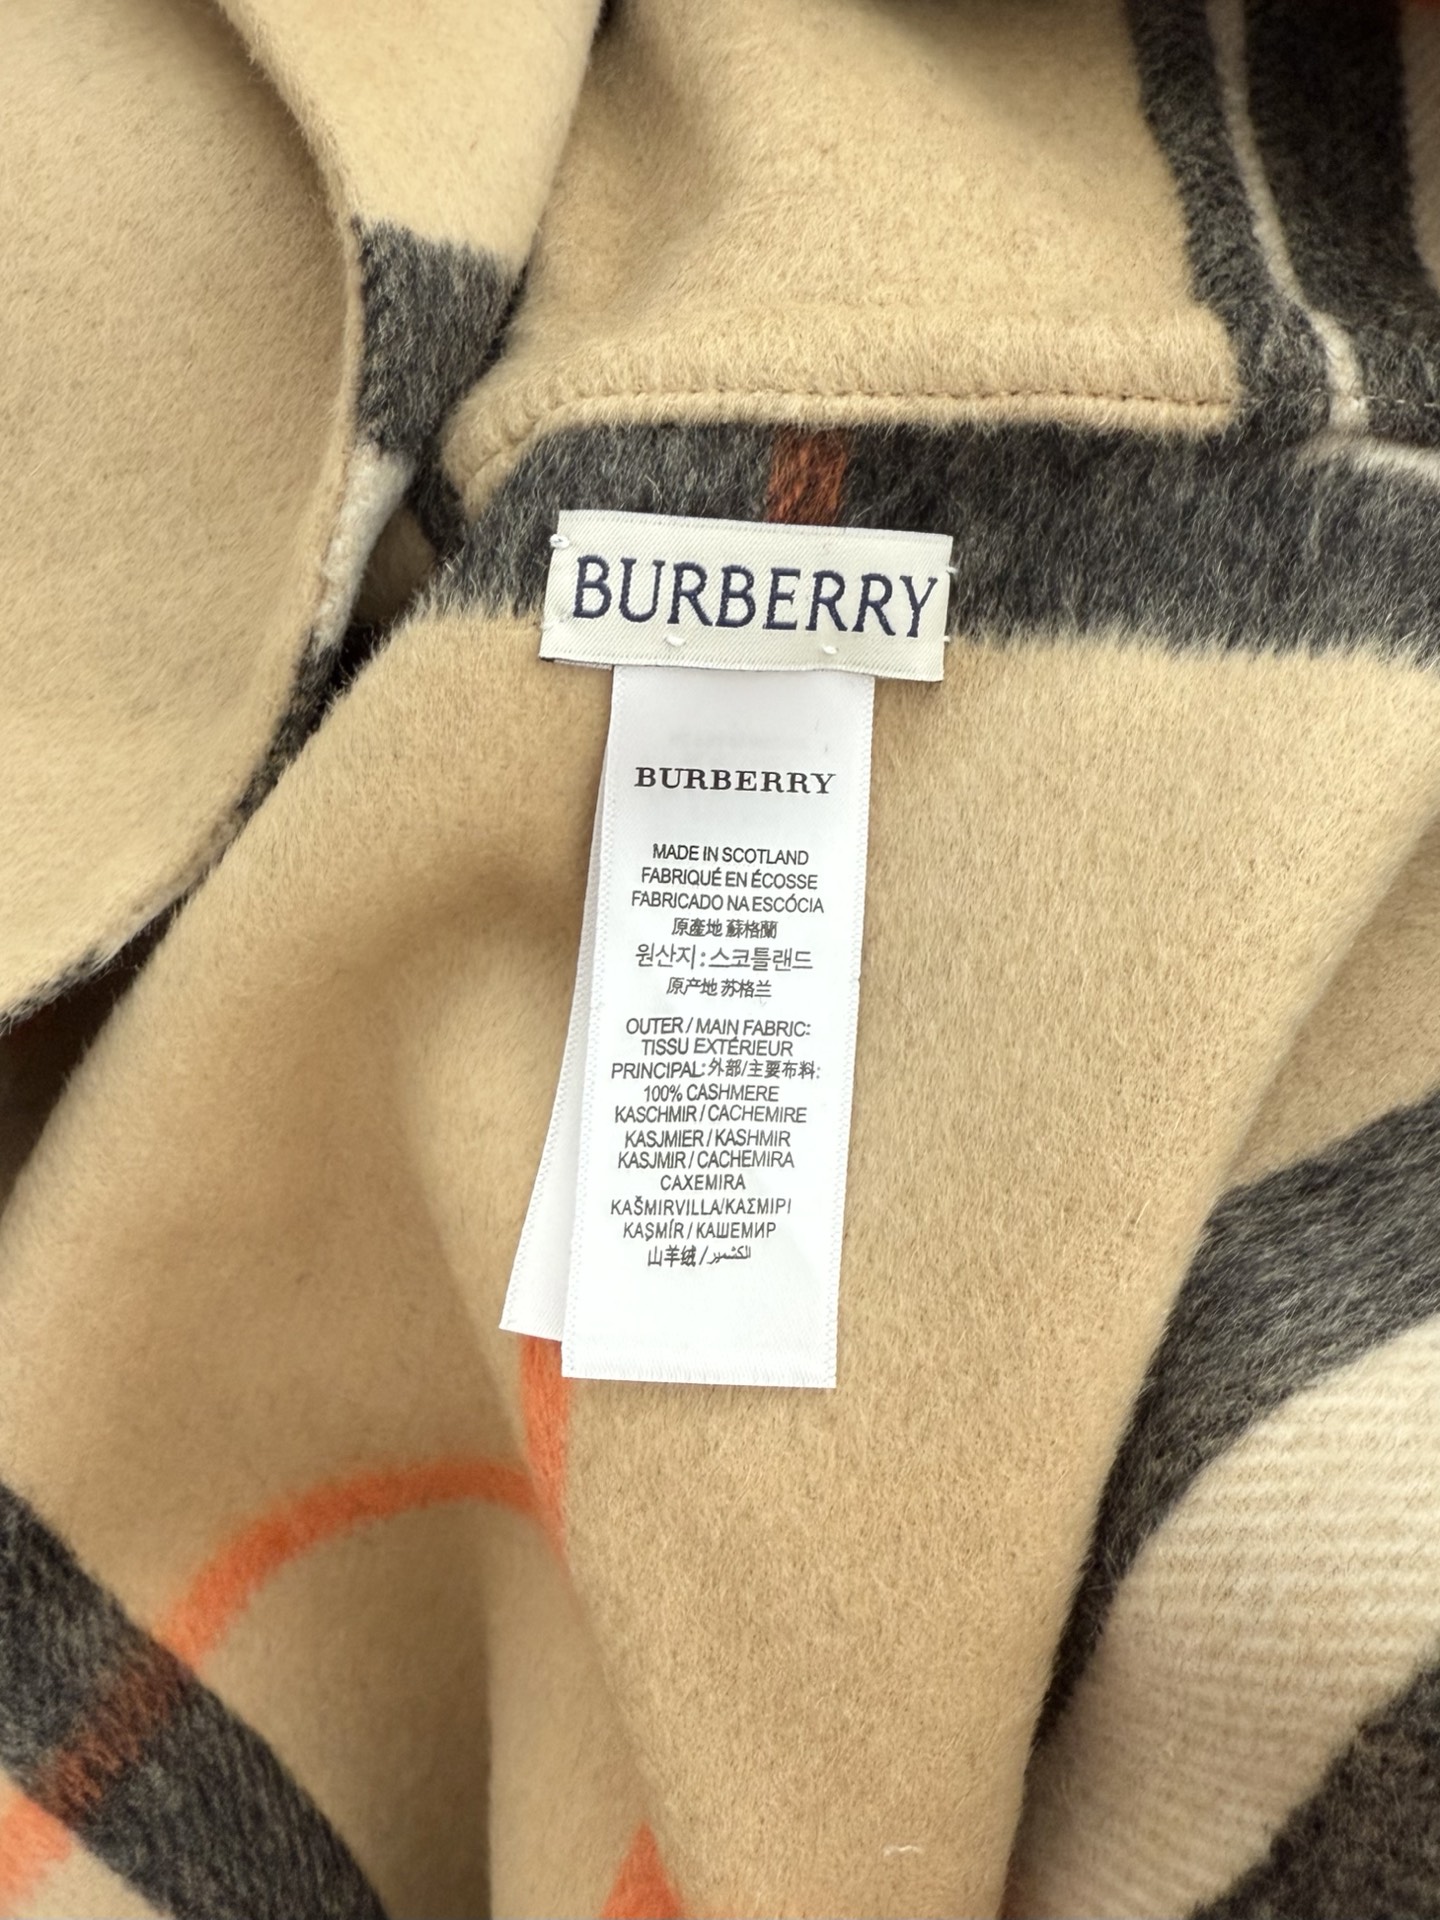 BURBERRY
BURBERRY
MADE IN SCOTLAND
FABRIQUÉ EN ÉCOSSE
FABRICADO NA ESCÓCIA
原產地 蘇格蘭
원산지:스코틀랜드
原产地 苏格兰
OUTER / MAIN FABRIC:
TISSU EXTÉRIEUR
PRINCIPAL:外部/主要布料:
100% CASHMERE
KASCHMIR / CACHEMIRE
KASJMIER / KASHMIR
KASJMIR / CACHEMIRA
CAXEMIRA
KAŠMIRVILLA/ΚΑΣΜΙΡΙ
KAŞMİR / КАШЕМИР
山羊绒 / الكشمير